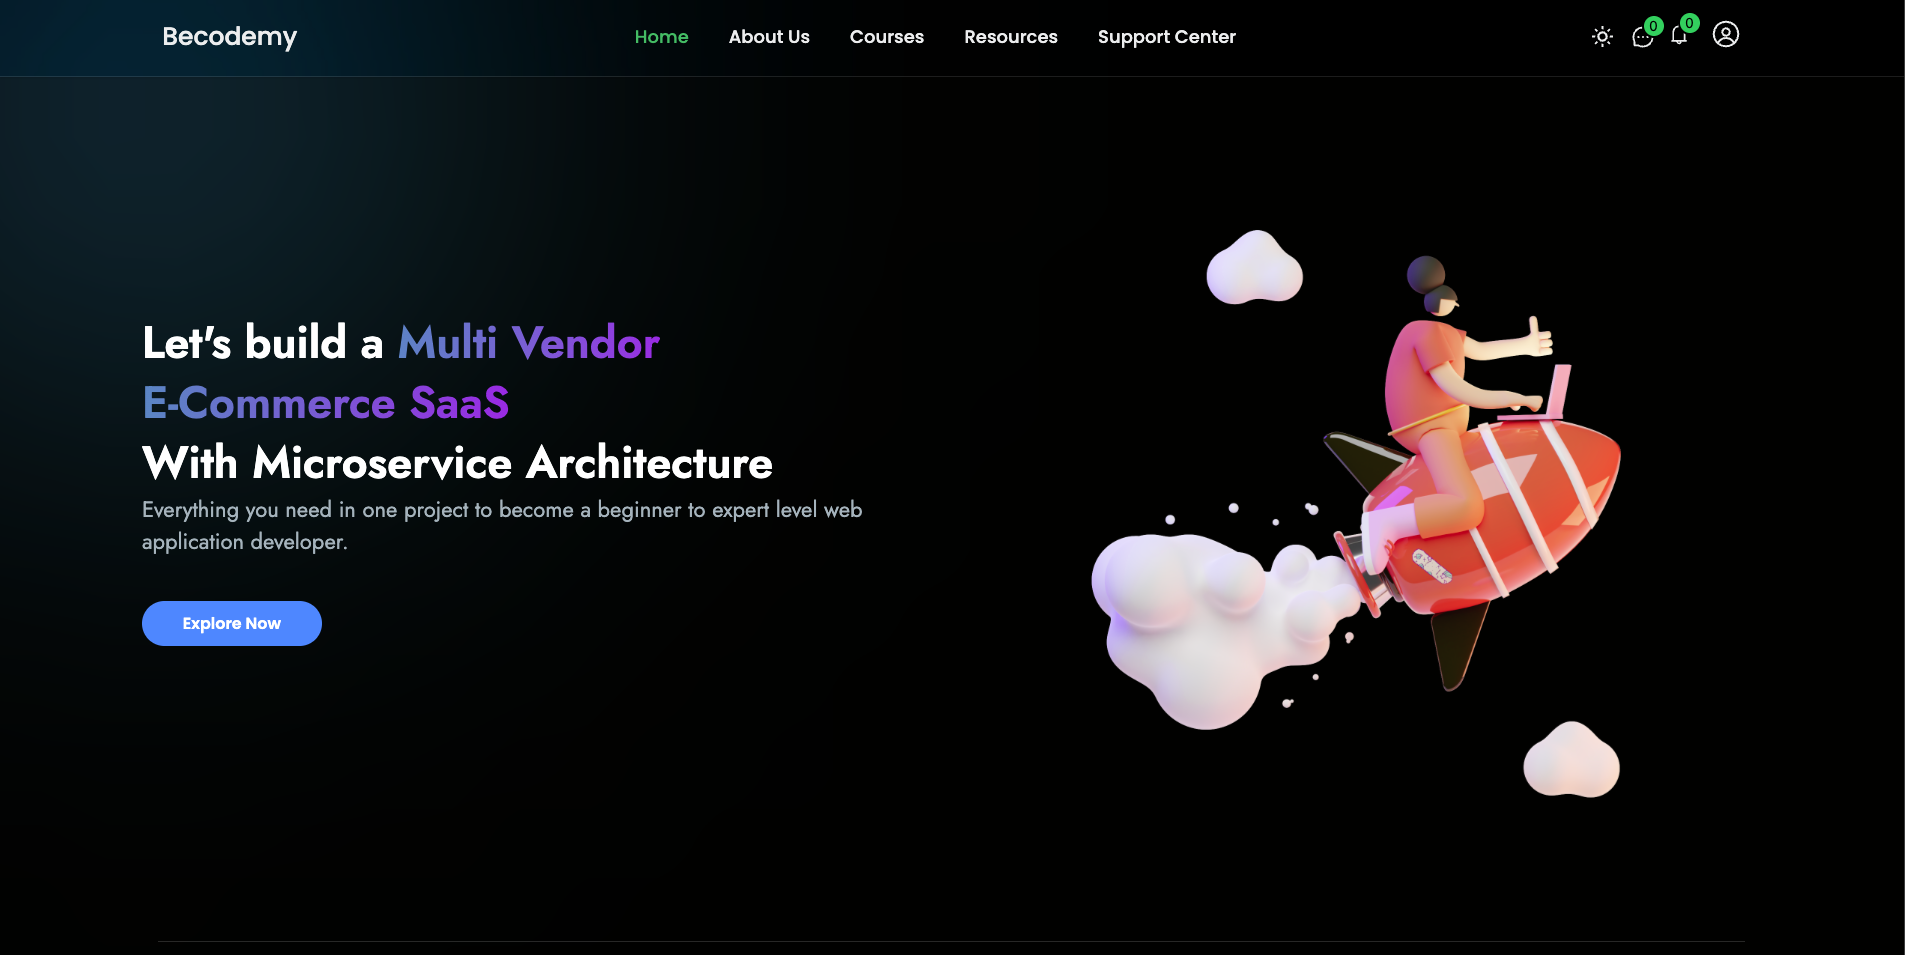 Becodemy
Home About Us Courses Resources Support Center
0 0
Let's build a Multi Vendor
E-Commerce SaaS
With Microservice Architecture
Everything you need in one project to become a beginner to expert level web
application developer.
Explore Now